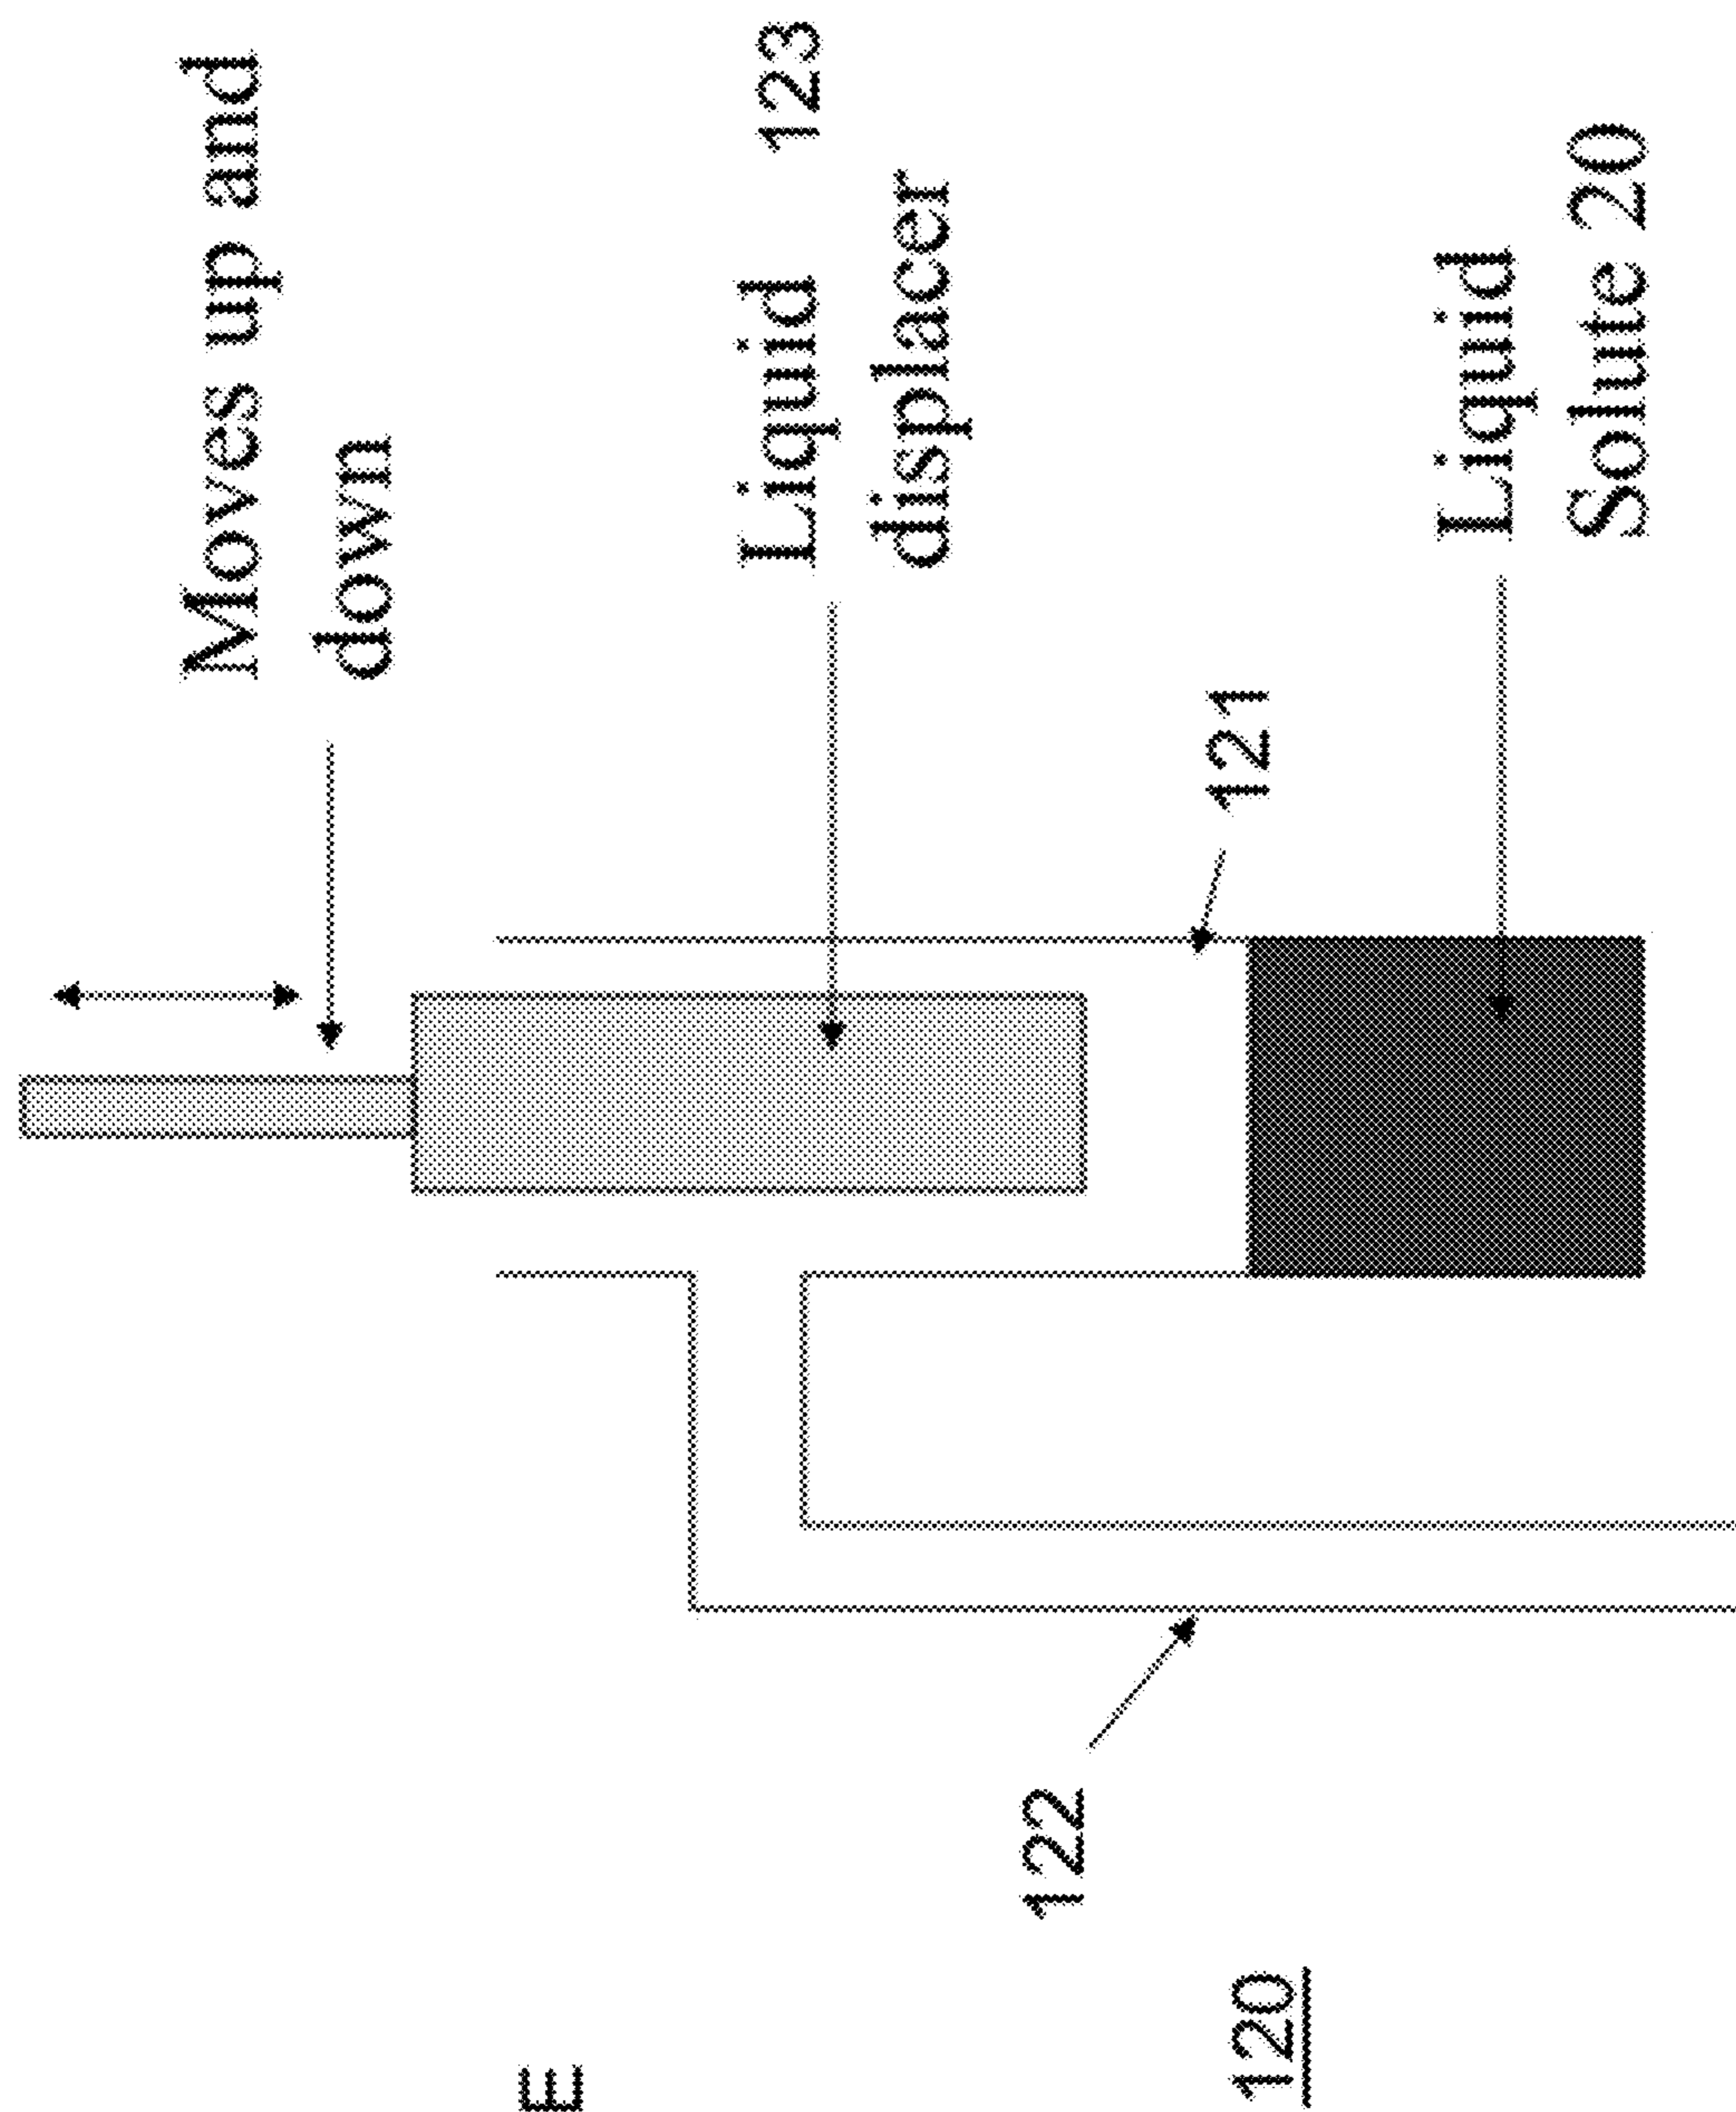 Moves up and
down
Liquid 123
displacer
121
Liquid
Solute 20
122
120
E